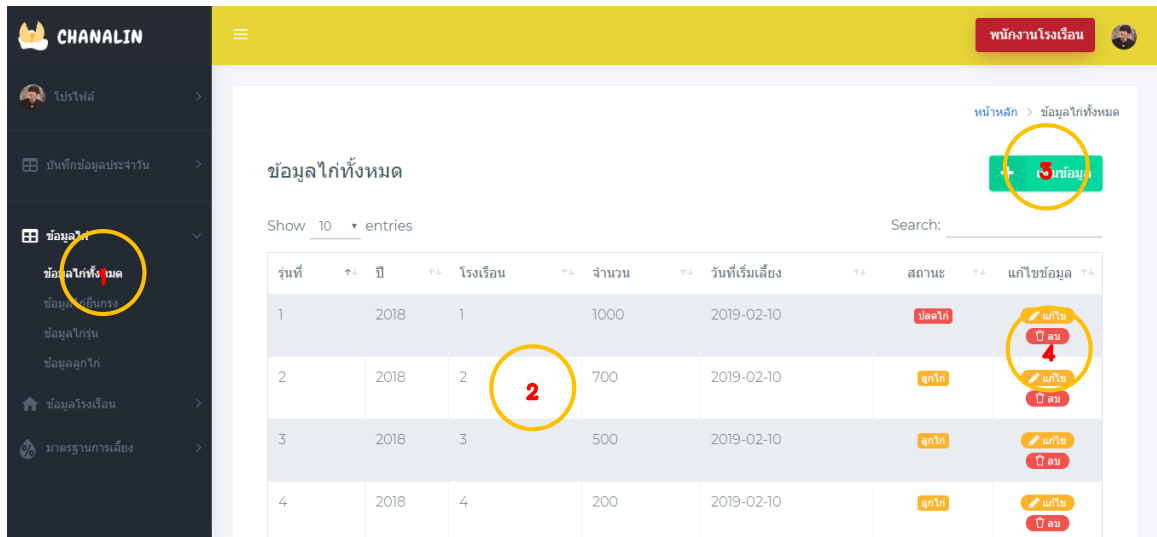 CHANALIN
พนักงานโรงเรือน
โปรไฟล์
หน้าหลัก > ข้อมูลไก่ทั้งหมด
บันทึกข้อมูลประจำวัน
ข้อมูลไก่ทั้งหมด
3
Show 10 entries
Search:
ข้อมูลไก่
ข้อมูลไก่ทั้งหมด
1
ข้อมูลไก่ยืนกรง
ข้อมูลไก่รุ่น
ข้อมูลลูกไก่
ข้อมูลโรงเรือน
มาตรฐานการเลี้ยง
รุ่นที่ ปี โรงเรือน จำนวน วันที่เริ่มเลี้ยง สถานะ แก้ไขข้อมูล
1 2018 1 1000 2019-02-10 ปลดไก่ แก้ไข
ลบ
4
2 2018 2 700 2019-02-10 ลูกไก่ แก้ไข
ลบ
2
3 2018 3 500 2019-02-10 ลูกไก่ แก้ไข
ลบ
4 2018 4 200 2019-02-10 ลูกไก่ แก้ไข
ลบ